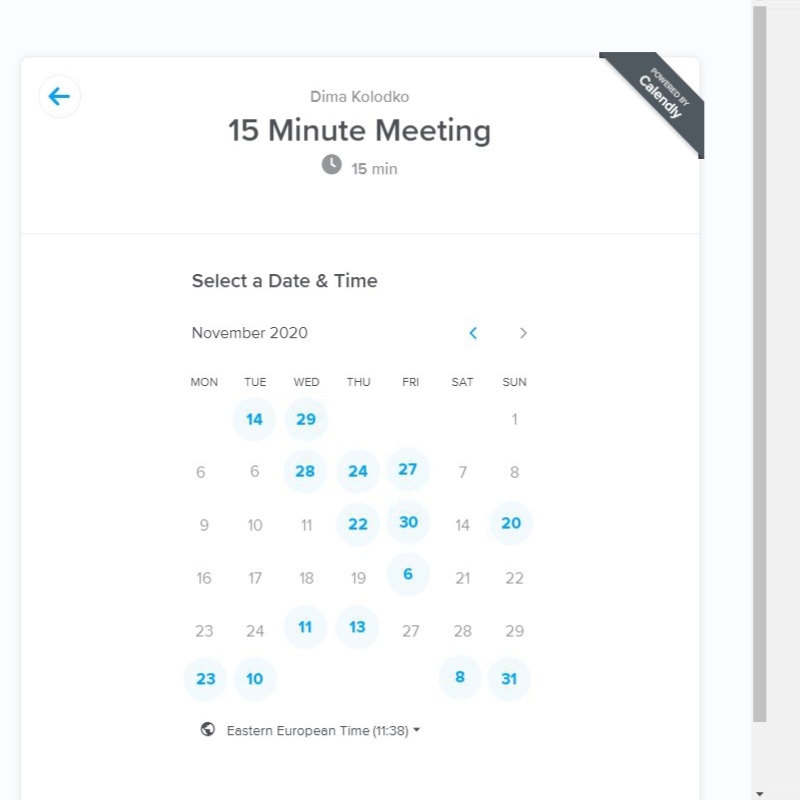 POWERED BY
Calendly
Dima Kolodko
15 Minute Meeting
15 min
Select a Date & Time
November 2020
MON TUE WED THU FRI SAT SUN
14 29 1
6 6 28 24 27 7 8
9 10 11 22 30 14 20
16 17 18 19 6 21 22
23 24 11 13 27 28 29
23 10 8 31
Eastern European Time (11:38)